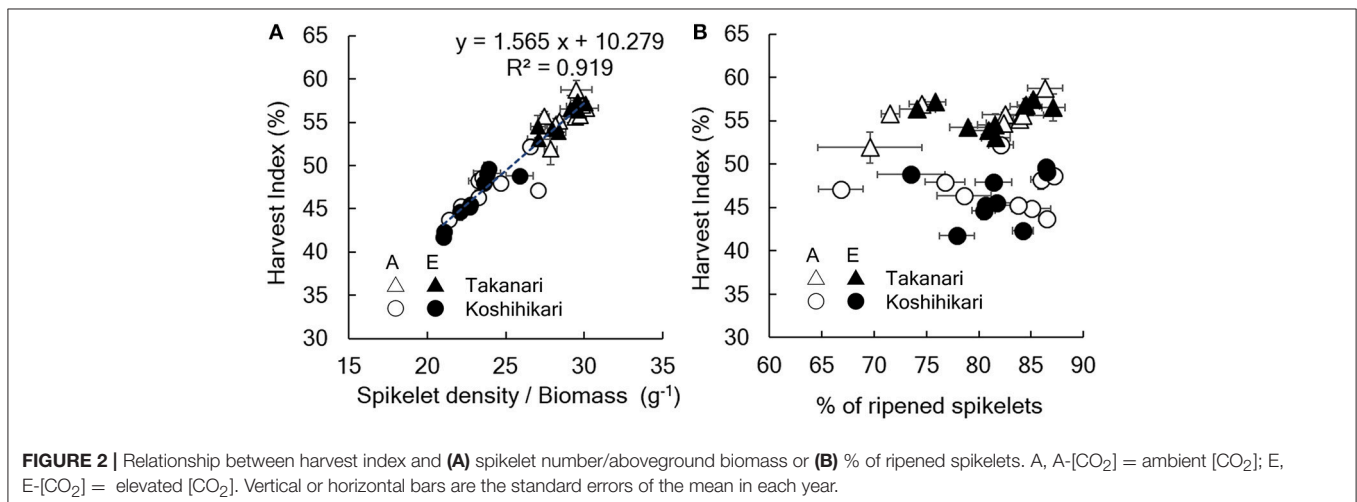 A
y = 1.565 x + 10.279
R² = 0.919
65
60
55
50
45
40
35
30
Harvest Index (%)
A E
Takanari
Koshihikari
15 20 25 30 35
Spikelet density / Biomass (g⁻¹)
B
65
60
55
50
45
40
35
30
Harvest Index (%)
A E
Takanari
Koshihikari
60 65 70 75 80 85 90
% of ripened spikelets
FIGURE 2 | Relationship between harvest index and (A) spikelet number/aboveground biomass or (B) % of ripened spikelets. A, A-[CO₂] = ambient [CO₂]; E,
E-[CO₂] = elevated [CO₂]. Vertical or horizontal bars are the standard errors of the mean in each year.